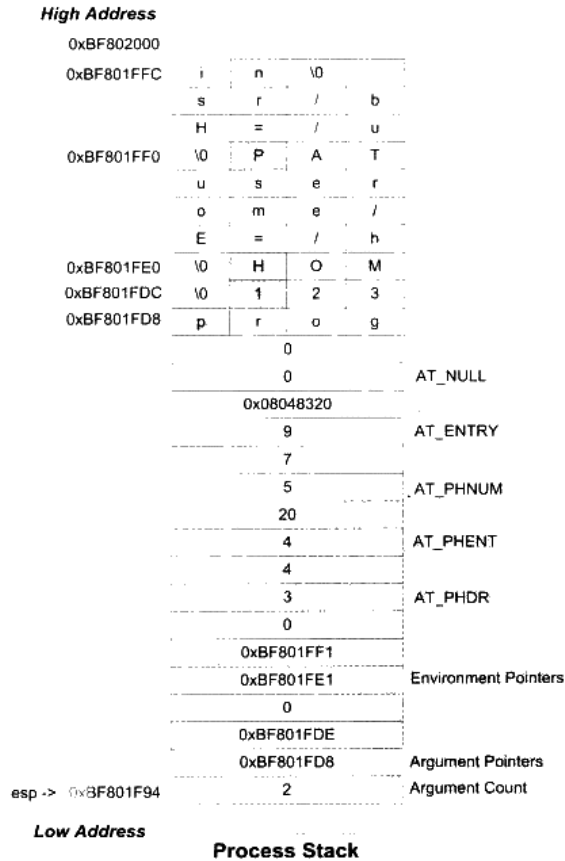 High Address
0xBF802000
0xBF801FFC i n \0
s r / b
H = / u
0xBF801FF0 \0 P A T
u s e r
o m e /
E = / h
0xBF801FE0 \0 H O M
0xBF801FDC \0 1 2 3
0xBF801FD8 p r o g
0
0 AT_NULL
0x08048320
9 AT_ENTRY
7
5 AT_PHNUM
20
4 AT_PHENT
4
3 AT_PHDR
0
0xBF801FF1
0xBF801FE1 Environment Pointers
0
0xBF801FDE
0xBF801FD8 Argument Pointers
esp -> 0xBF801F94 2 Argument Count
Low Address
Process Stack